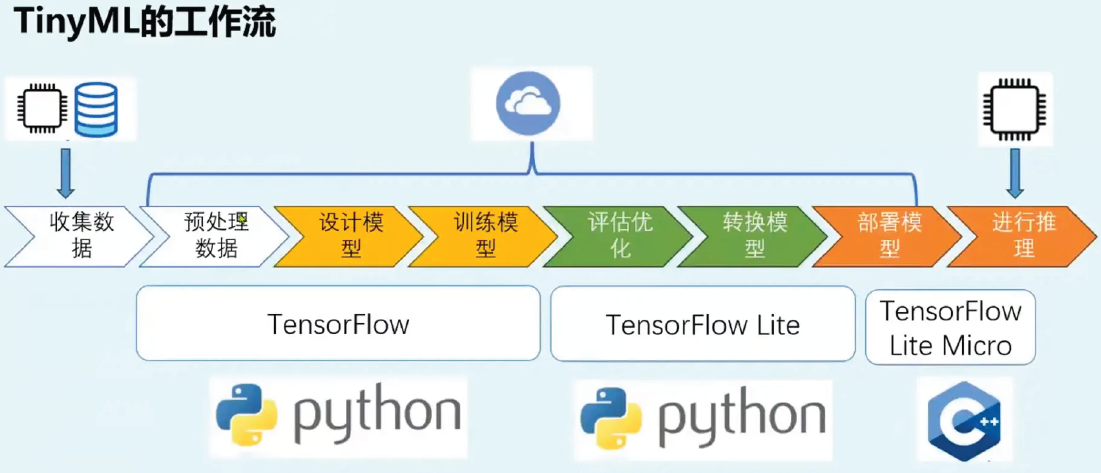 TinyML的工作流
收集数
据
预处理
数据
设计模
型
训练模
型
评估优
化
转换模
型
部署模
型
进行推
理
TensorFlow
TensorFlow Lite
TensorFlow
Lite Micro
python
python
C++